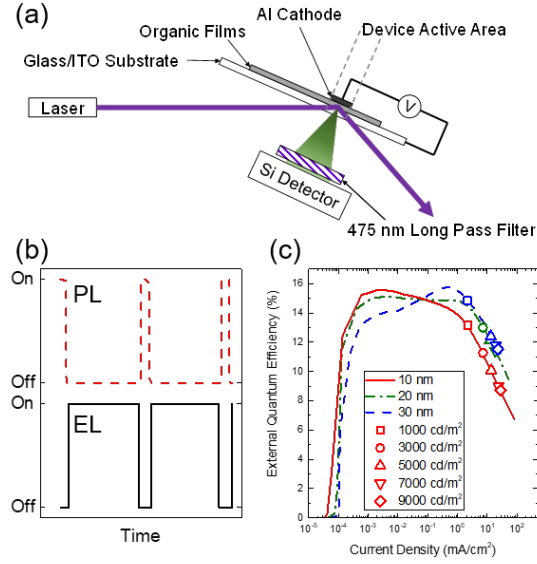 (a)
Al Cathode
Organic Films
Device Active Area
Glass/ITO Substrate
V
Laser
Si Detector
475 nm Long Pass Filter
(b)
On
PL
Off
On
EL
Off
Time
(c)
External Quantum Efficiency (%)
16
14
12
10
8
6
4
2
0
10 nm
20 nm
30 nm
1000 cd/m²
3000 cd/m²
5000 cd/m²
7000 cd/m²
9000 cd/m²
10⁻⁵ 10⁻⁴ 10⁻³ 10⁻² 10⁻¹ 10⁰ 10¹ 10²
Current Density (mA/cm²)